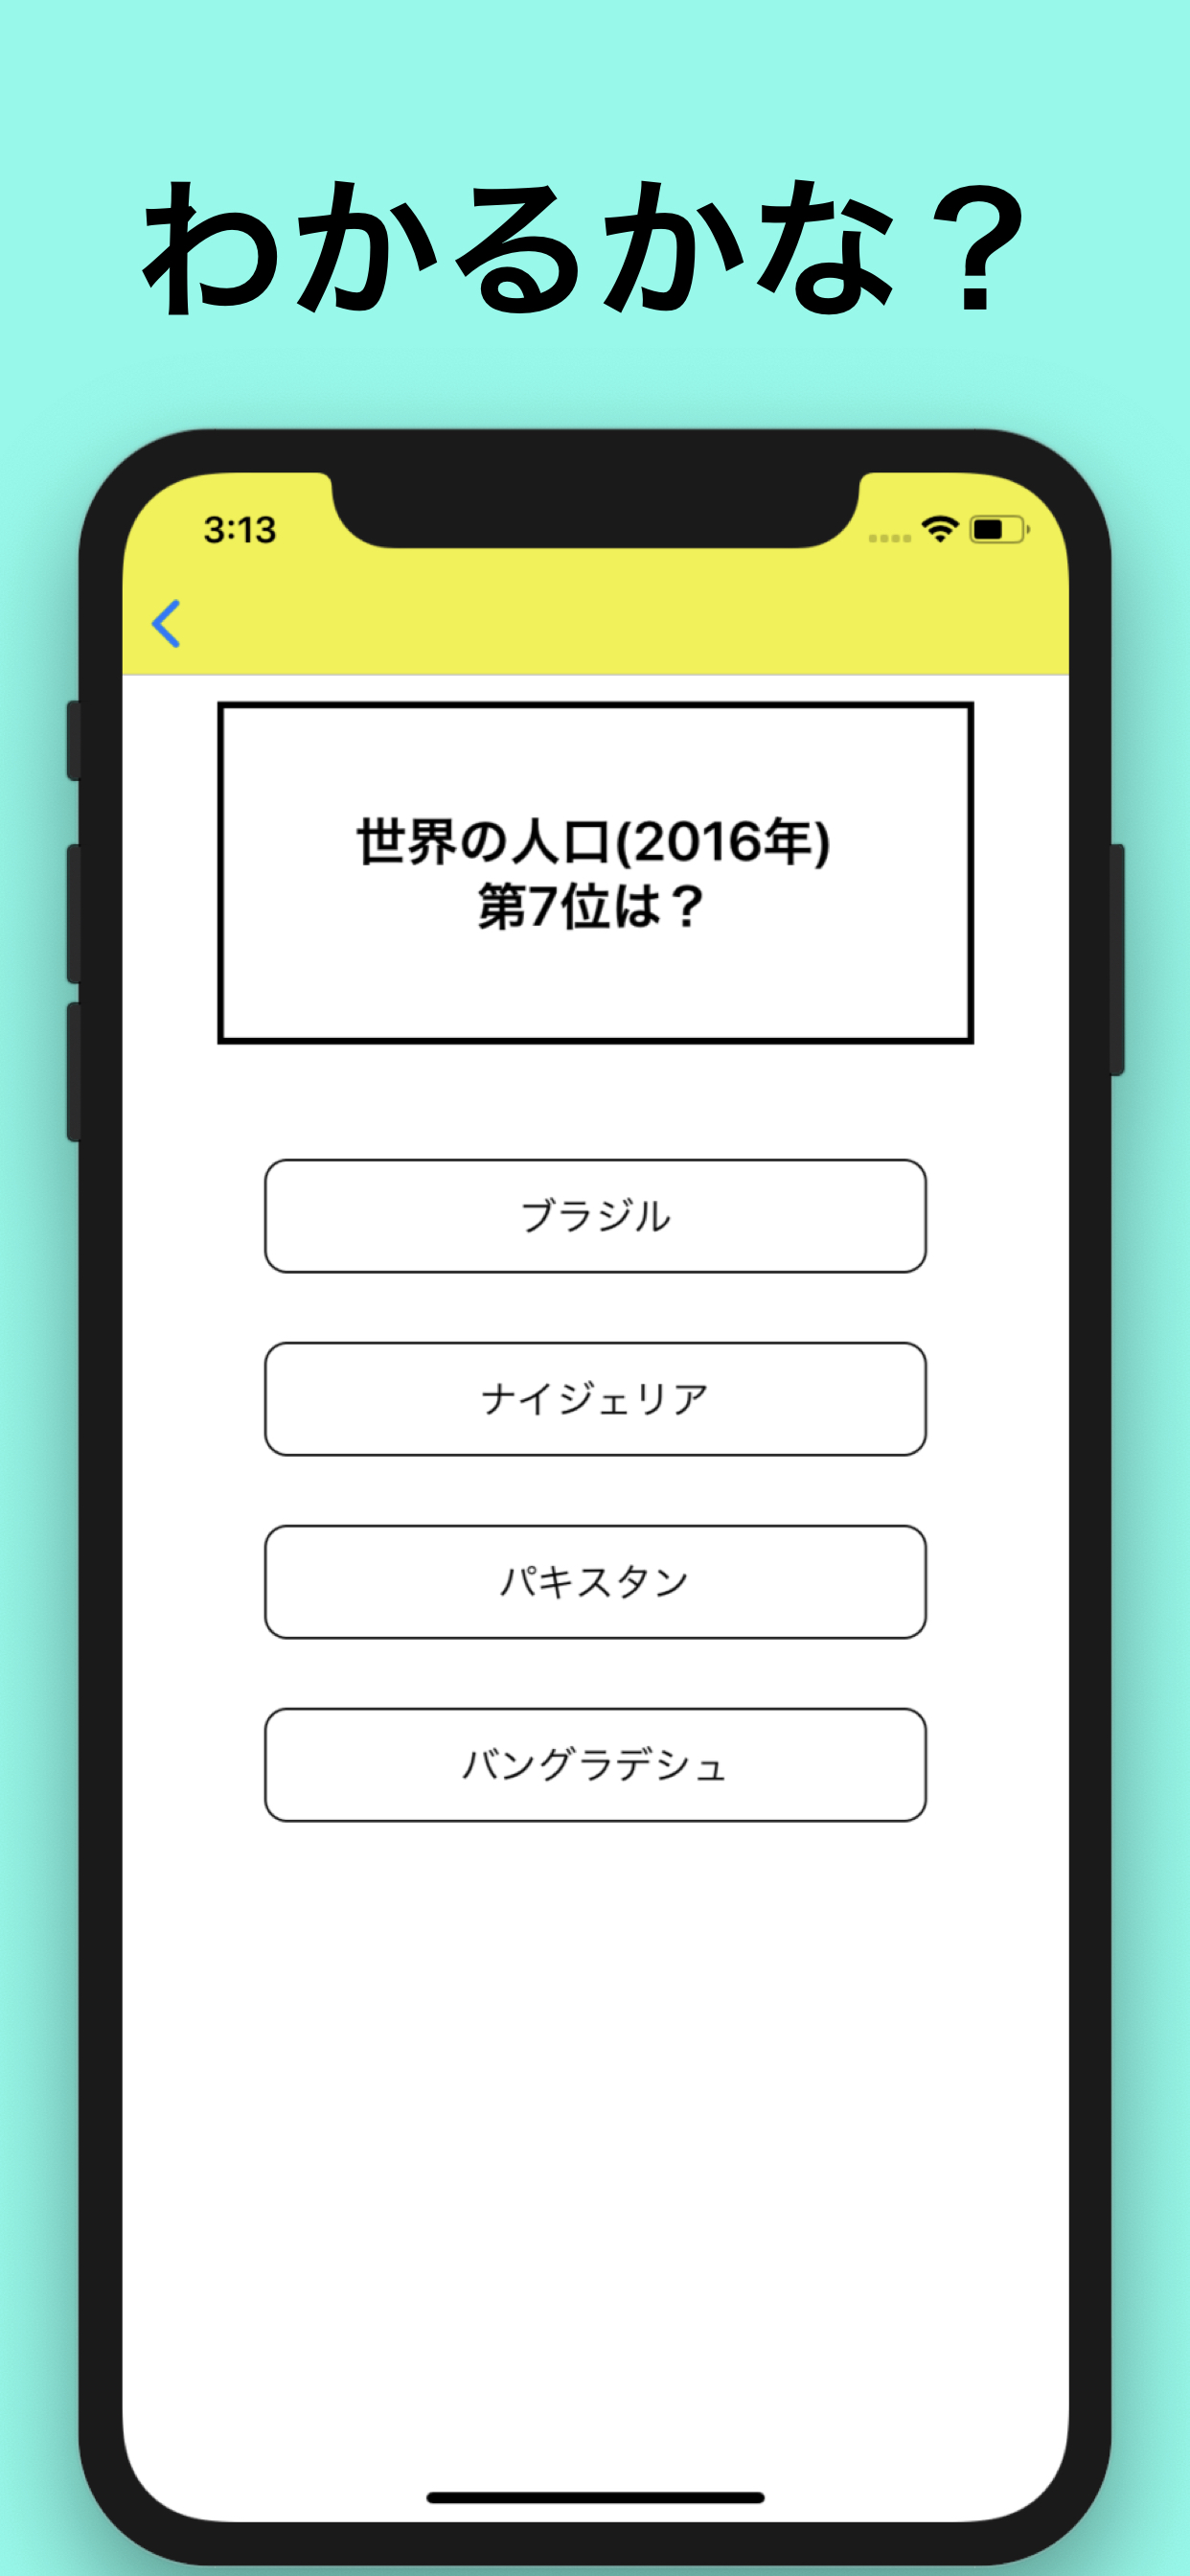 わかるかな？
3:13
世界の人口(2016年)
第7位は？
ブラジル
ナイジェリア
パキスタン
バングラデシュ